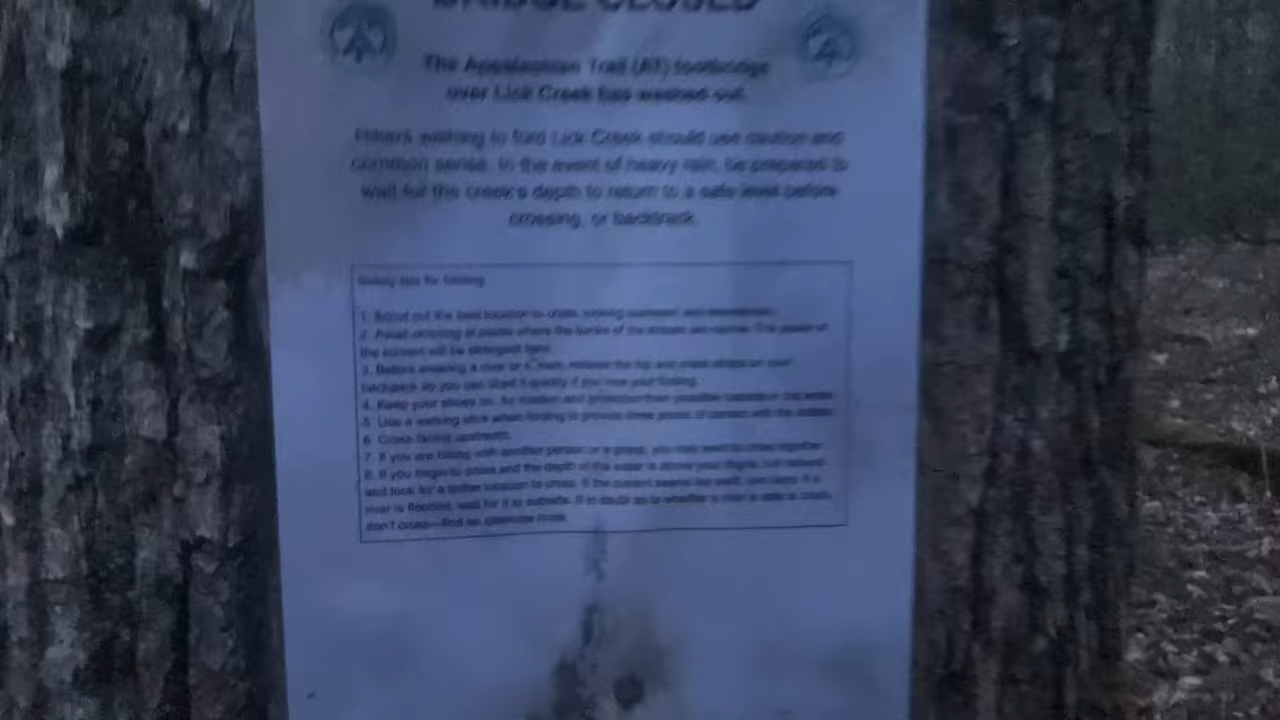 BRIDGE CLOSED
The Appalachian Trail (AT) footbridge
over Lick Creek has washed out.
Hikers wishing to ford Lick Creek should use caution and
common sense. In the event of heavy rain, be prepared to
wait for the creek's depth to return to a safe level before
crossing, or backtrack.
Safety tips for fording
1. Scout out the best location to cross, looking upstream and downstream.
2. Avoid crossing at points where the banks of the stream are narrow. The power of
the current will be strongest here.
3. Before crossing a river or stream, release the hip and chest straps on your
backpack so you can shed it quickly if you lose your footing.
4. Keep your shoes on, for traction and protection from possible hazards in the water.
5. Use a walking stick when fording to provide three points of contact with the
6. Cross facing upstream.
7. If you are hiking with another person or a group, you may want to cross together.
8. If you begin to cross and the depth of the water is above your thighs, turn around
and look for a better location to cross. If the current seems too swift, turn If a
river is flooded, wait for it to subside. If in doubt as to whether a river is safe to cross,
don't cross—find an alternate route.